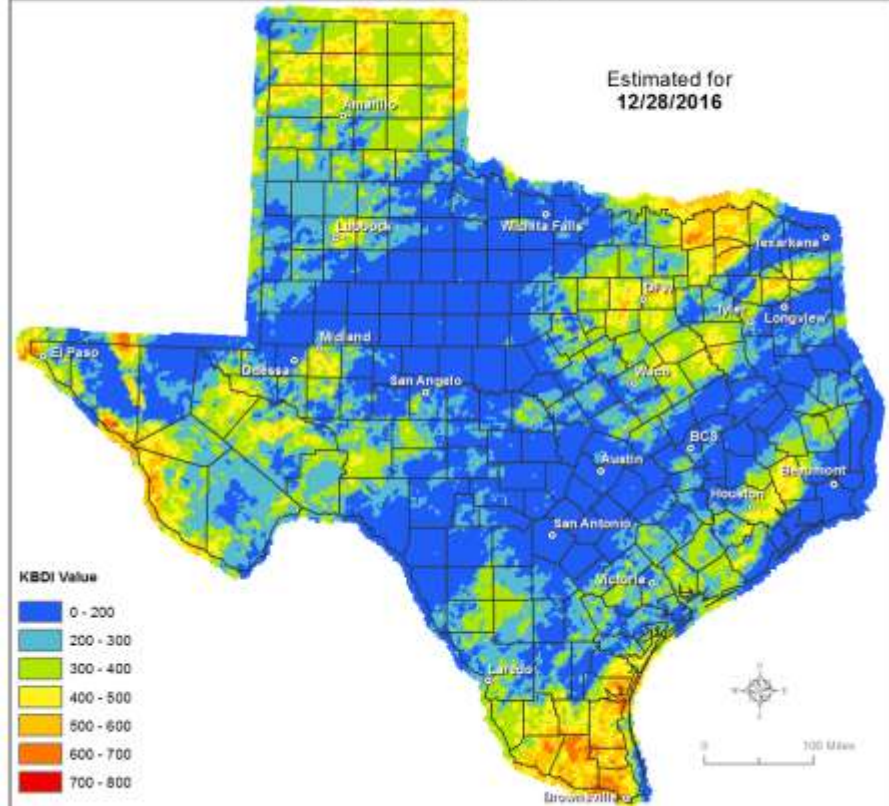 Estimated for
12/28/2016
Amarillo
Lubbock
Wichita Falls
Texarkana
DFW
Tyler
Longview
El Paso
Midland
Odessa
San Angelo
Waco
BCS
Austin
Beaumont
Houston
San Antonio
Victoria
Laredo
Brownsville
KBDI Value
0 - 200
200 - 300
300 - 400
400 - 500
500 - 600
600 - 700
700 - 800
0 100 Miles